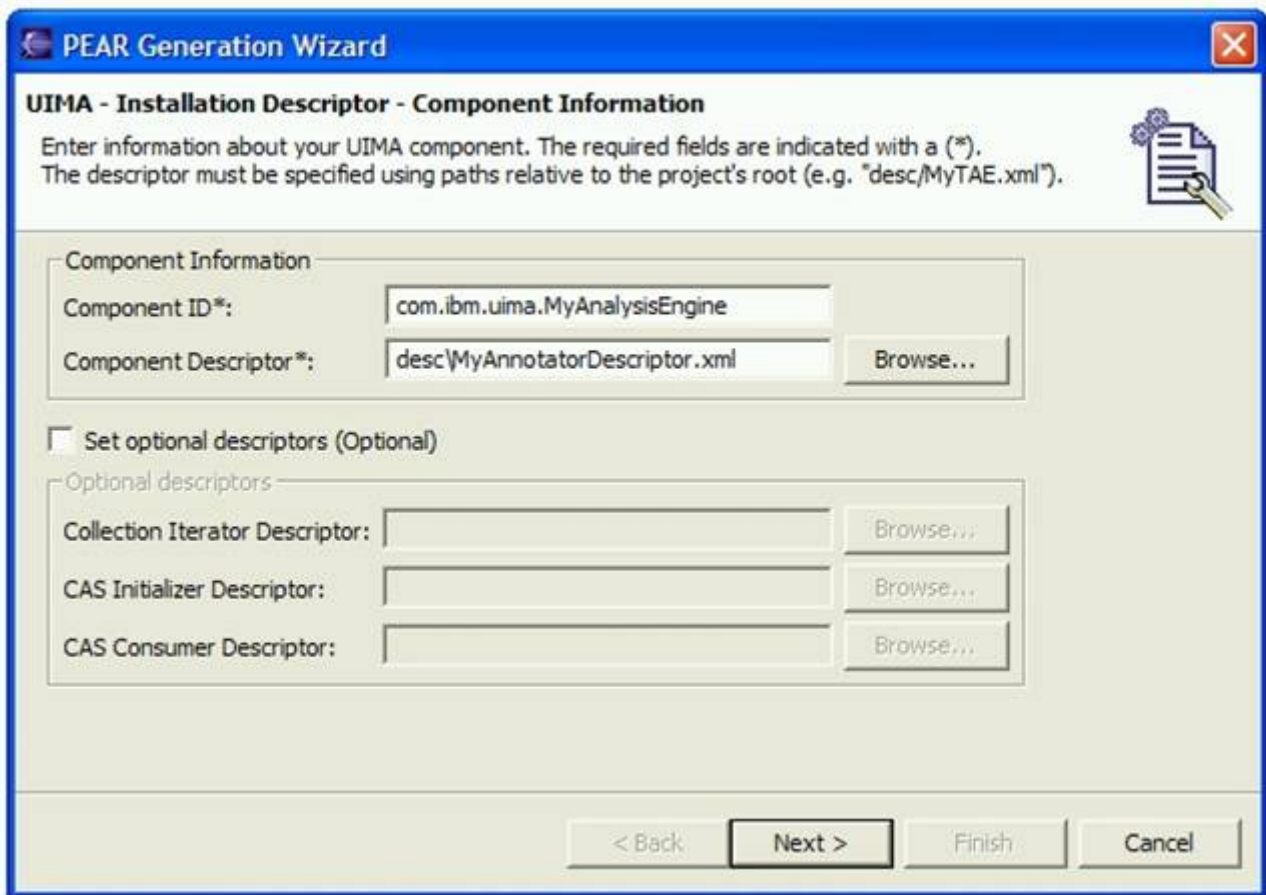 PEAR Generation Wizard
UIMA - Installation Descriptor - Component Information
Enter information about your UIMA component. The required fields are indicated with a (*).
The descriptor must be specified using paths relative to the project's root (e.g. "desc/MyTAE.xml").
Component Information
Component ID*: com.ibm.uima.MyAnalysisEngine
Component Descriptor*: desc\MyAnnotatorDescriptor.xml Browse...
Set optional descriptors (Optional)
Optional descriptors
Collection Iterator Descriptor: Browse...
CAS Initializer Descriptor: Browse...
CAS Consumer Descriptor: Browse...
< Back Next > Finish Cancel